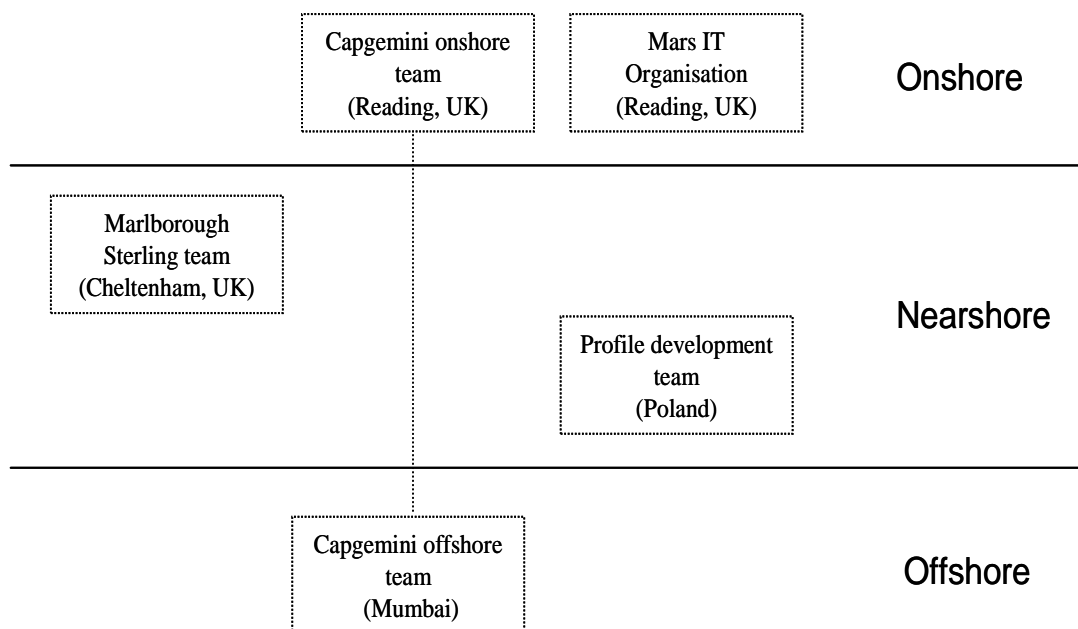 Capgemini onshore
team
(Reading, UK)
Mars IT
Organisation
(Reading, UK)
Onshore
Marlborough
Sterling team
(Cheltenham, UK)
Nearshore
Profile development
team
(Poland)
Capgemini offshore
team
(Mumbai)
Offshore